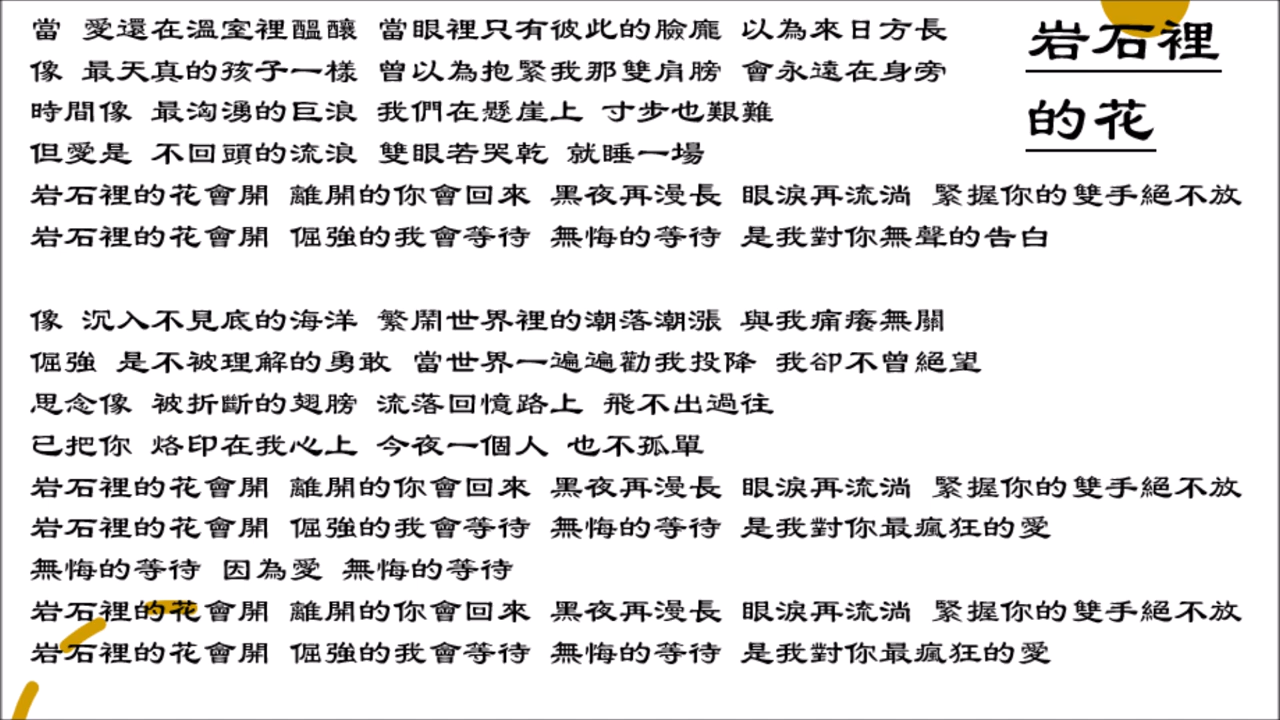 岩石裡
的花
當 愛還在溫室裡醞釀 當眼裡只有彼此的臉龐 以為來日方長
像 最天真的孩子一樣 曾以為抱緊我那雙肩膀 會永遠在身旁
時間像 最洶湧的巨浪 我們在懸崖上 寸步也艱難
但愛是 不回頭的流浪 雙眼若哭乾 就睡一場
岩石裡的花會開 離開的你會回來 黑夜再漫長 眼淚再流淌 緊握你的雙手絕不放
岩石裡的花會開 倔強的我會等待 無悔的等待 是我對你無聲的告白
像 沉入不見底的海洋 繁鬧世界裡的潮落潮漲 與我痛癢無關
倔強 是不被理解的勇敢 當世界一遍遍勸我投降 我卻不曾絕望
思念像 被折斷的翅膀 流落回憶路上 飛不出過往
已把你 烙印在我心上 今夜一個人 也不孤單
岩石裡的花會開 離開的你會回來 黑夜再漫長 眼淚再流淌 緊握你的雙手絕不放
岩石裡的花會開 倔強的我會等待 無悔的等待 是我對你最瘋狂的愛
無悔的等待 因為愛 無悔的等待
岩石裡的花會開 離開的你會回來 黑夜再漫長 眼淚再流淌 緊握你的雙手絕不放
岩石裡的花會開 倔強的我會等待 無悔的等待 是我對你最瘋狂的愛